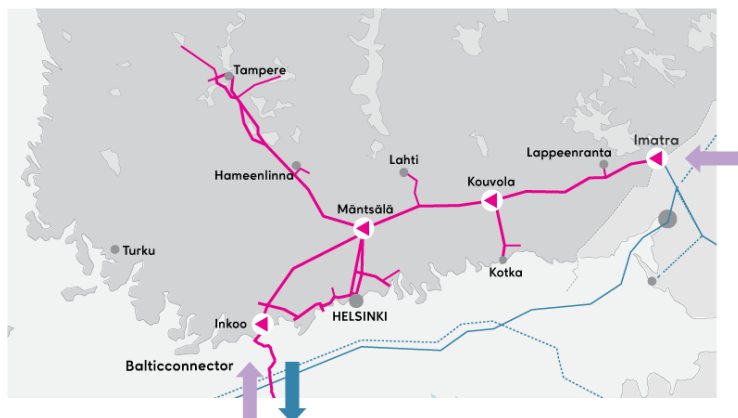 Tampere
Imatra
Lahti
Lappeenranta
Hameenlinna
Kouvola
Mäntsälä
Turku
Kotka
HELSINKI
Inkoo
Balticconnector